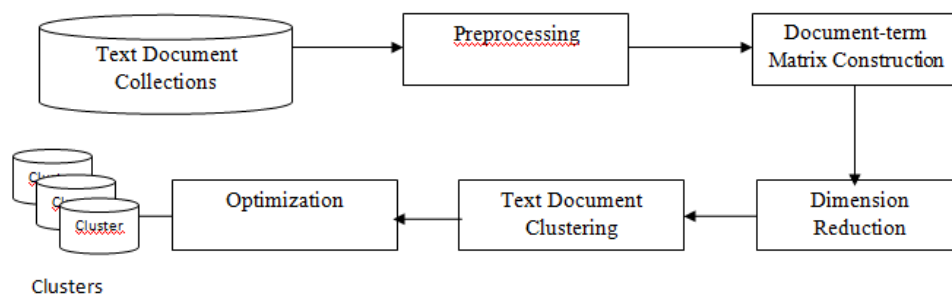 Text Document
Collections
Preprocessing
Document-term
Matrix Construction
Cluster
Optimization
Text Document
Clustering
Dimension
Reduction
Clusters